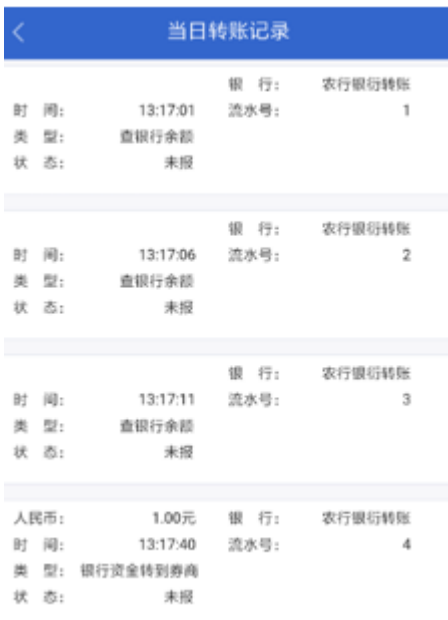 当日转账记录
银 行: 农行银衍转账
时 间: 13:17:01 流水号: 1
类 型: 查银行余额
状 态: 未报
银 行: 农行银衍转账
时 间: 13:17:06 流水号: 2
类 型: 查银行余额
状 态: 未报
银 行: 农行银衍转账
时 间: 13:17:11 流水号: 3
类 型: 查银行余额
状 态: 未报
人民币: 1.00元 银 行: 农行银衍转账
时 间: 13:17:40 流水号: 4
类 型: 银行资金转到券商
状 态: 未报